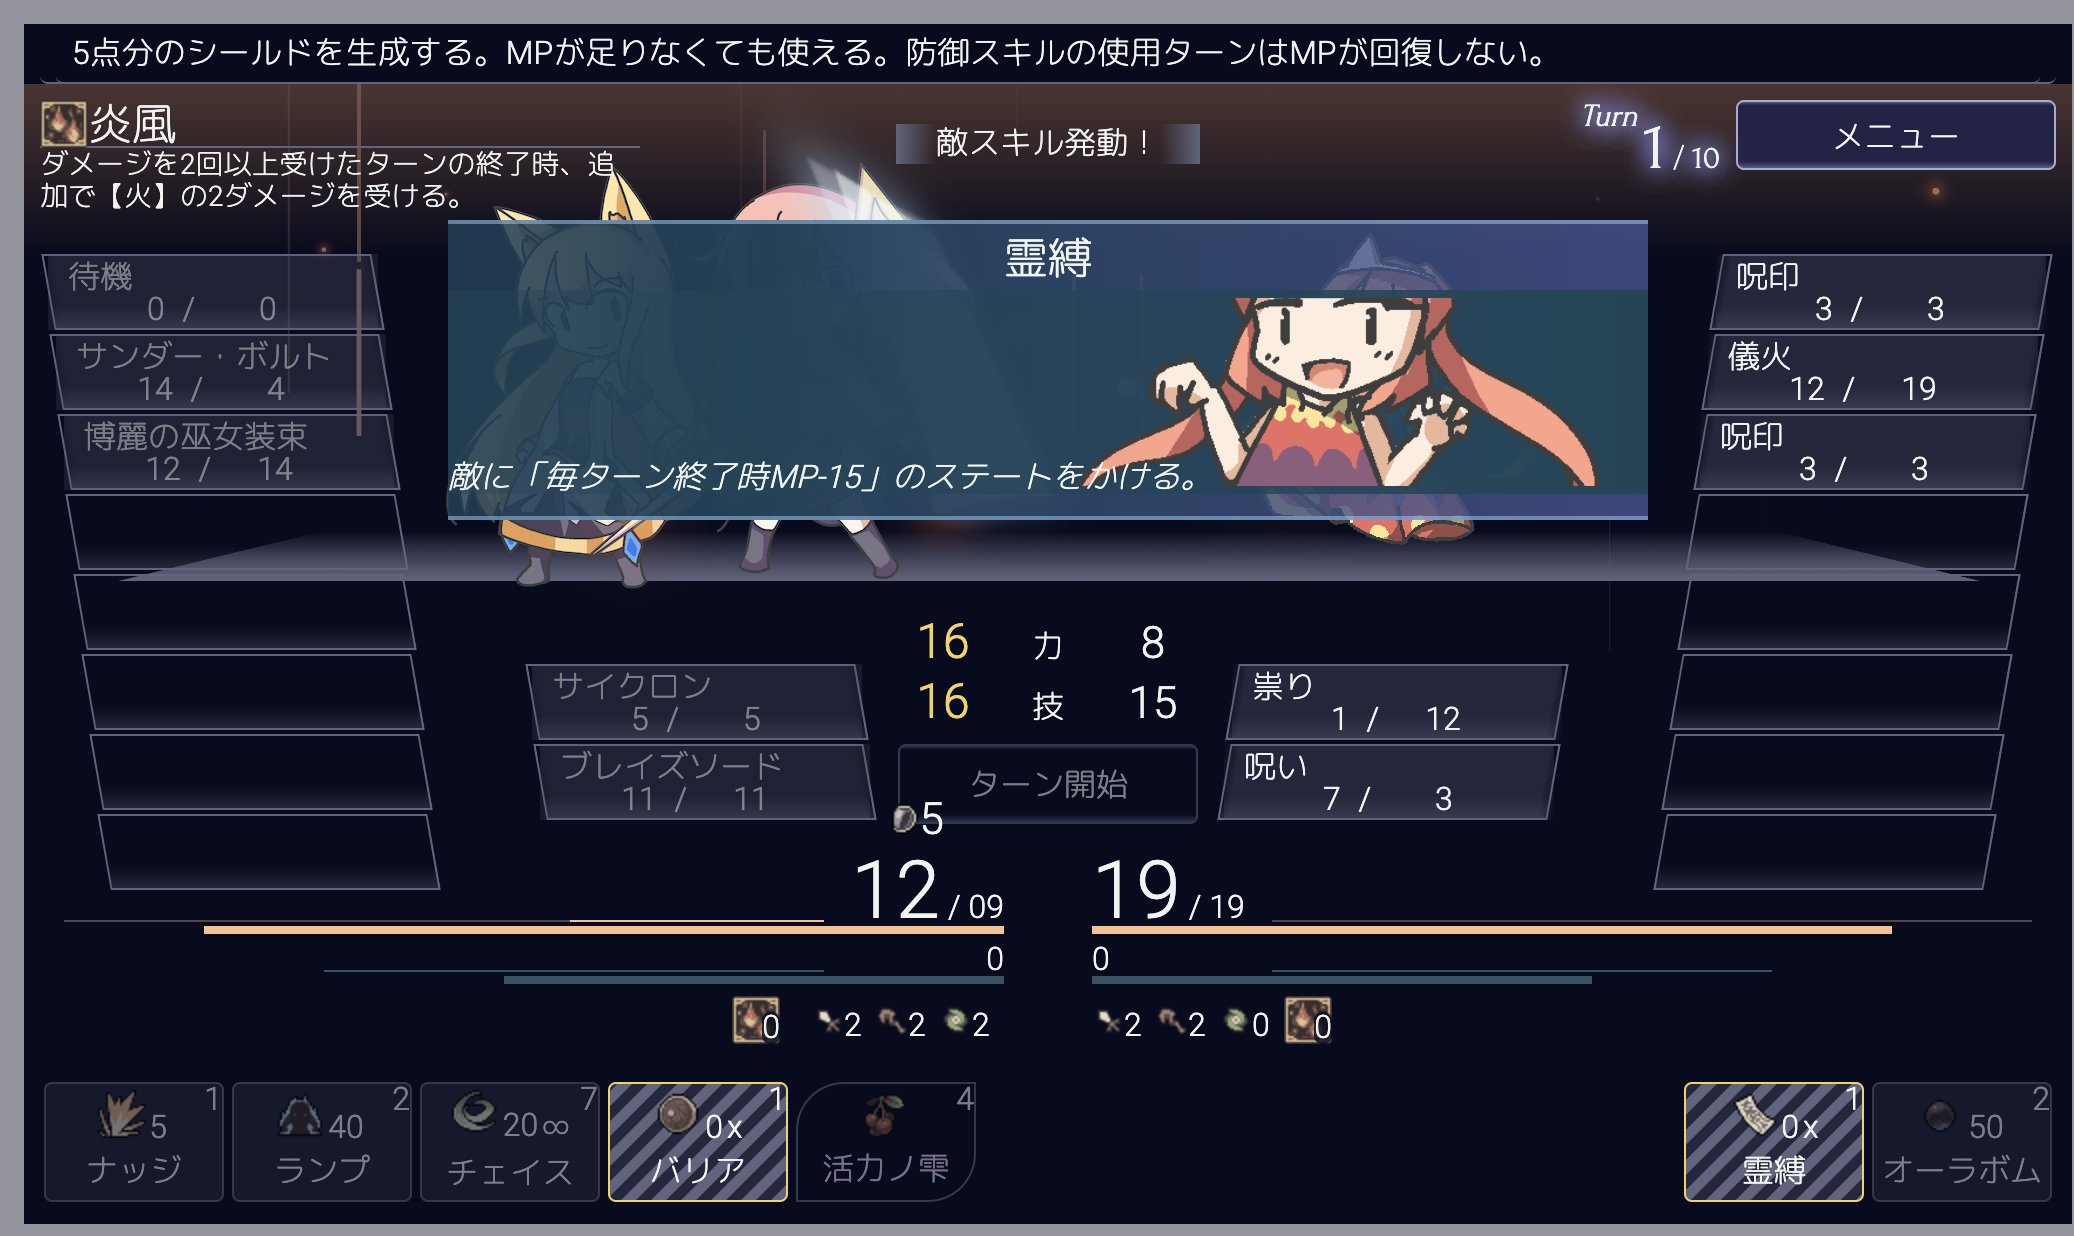 5点分のシールドを生成する。MPが足りなくても使える。防御スキルの使用ターンはMPが回復しない。
炎風
ダメージを2回以上受けたターンの終了時、追
加で【火】の2ダメージを受ける。
敵スキル発動！
Turn
1/10
メニュー
霊縛
敵に「毎ターン終了時MP-15」のステートをかける。
待機
0 / 0
サンダー・ボルト
14 / 4
博麗の巫女装束
12 / 14
呪印
3 / 3
儀火
12 / 19
呪印
3 / 3
16 力 8
16 技 15
サイクロン
5 / 5
ブレイズソード
11 / 11
ターン開始
祟り
1 / 12
呪い
7 / 3
5
12 / 09
19 / 19
0
0
0 2 2 2
2 2 0 0
1
5
ナッジ
2
40
ランプ
7
20∞
チェイス
1
0x
バリア
4
活力ノ雫
1
0x
霊縛
2
50
オーラボム